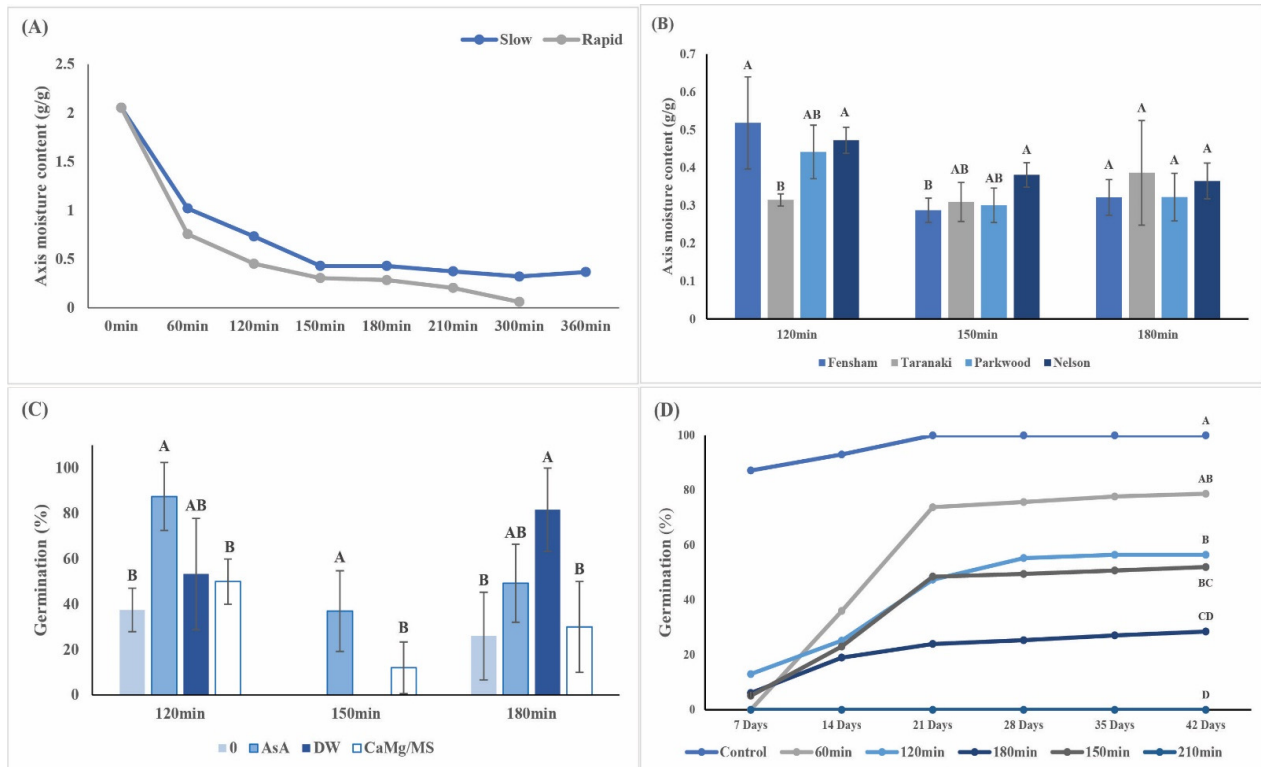 (A)
Slow Rapid
Axis moisture content (g/g)
2.5
2
1.5
1
0.5
0
0min 60min 120min 150min 180min 210min 300min 360min
(B)
Axis moisture content (g/g)
0.7
0.6
0.5
0.4
0.3
0.2
0.1
0
A B AB A
B AB AB A
A A A A
120min 150min 180min
Fensham Taranaki Parkwood Nelson
(C)
Germination (%)
100
80
60
40
20
0
B A AB B
A B
B AB A B
120min 150min 180min
0 AsA DW CaMg/MS
(D)
Germination (%)
100
80
60
40
20
0
A
AB
B
BC
CD
D
7 Days 14 Days 21 Days 28 Days 35 Days 42 Days
Control 60min 120min 180min 150min 210min